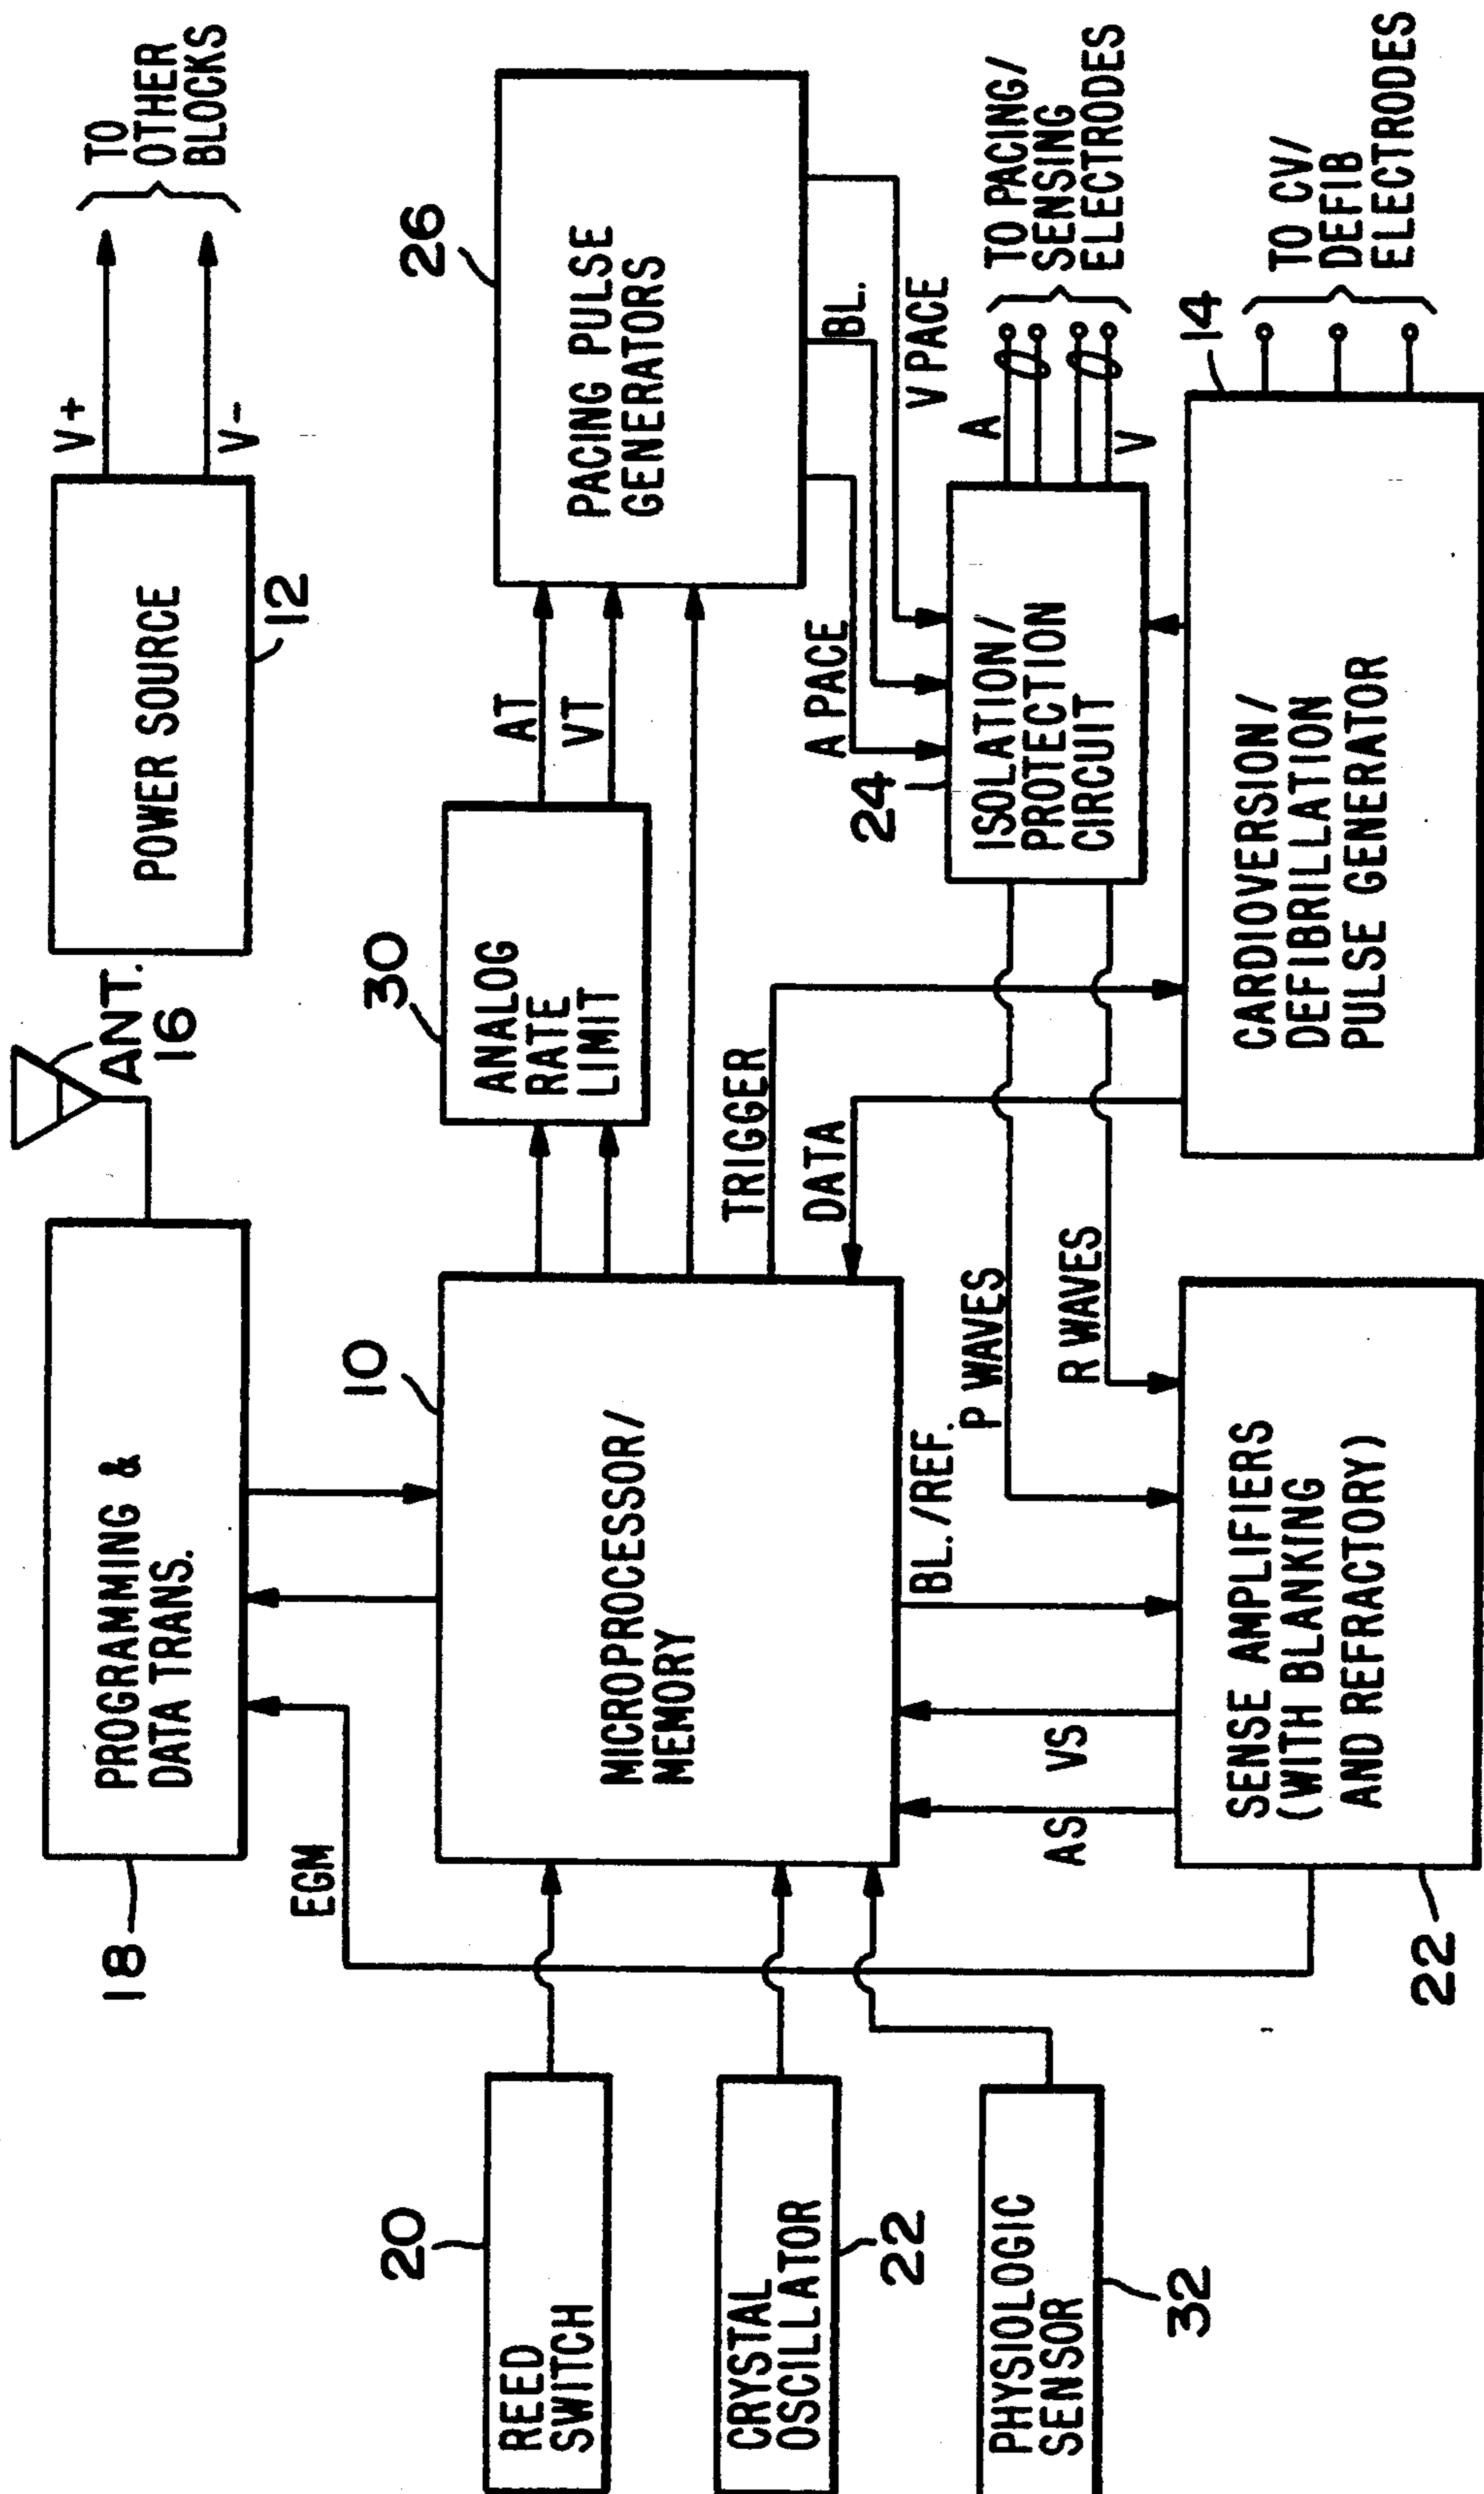 18
PROGRAMMING &
DATA TRANS.
ANT.
16
POWER SOURCE
12
V+
V-
TO
OTHER
BLOCKS
EGM
20
REED
SWITCH
CRYSTAL
OSCILLATOR
22
PHYSIOLOGIC
SENSOR
32
10
MICROPROCESSOR/
MEMORY
30
ANALOG
RATE
LIMIT
AT
VT
26
PACING PULSE
GENERATORS
TRIGGER
DATA
A PACE
BL.
V PACE
24
ISOLATION/
PROTECTION
CIRCUIT
A
V
TO PACING/
SENSING
ELECTRODES
AS
VS
BL./REF.
P WAVES
R WAVES
SENSE AMPLIFIERS
(WITH BLANKING
AND REFRACTORY)
22
CARDIOVERSION/
DEFIBRILLATION
PULSE GENERATOR
14
TO CV/
DEFIB
ELECTRODES